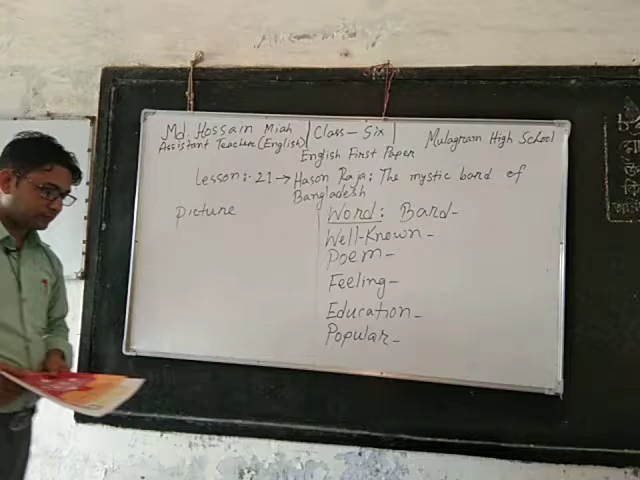 Md. Hossain Miah
Assistant Teacher (English)
Class - Six
English First Paper
Mulagram High School
Lesson:- 21 → Hason Raja: The mystic bard of
Bangladesh
Picture
Word: Bard-
Well-Known-
Poem-
Feeling-
Education-
Popular-